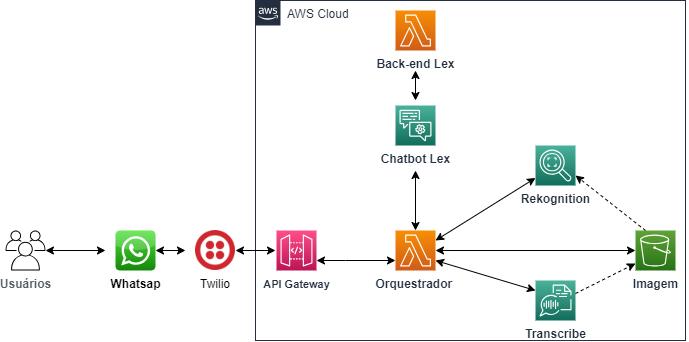 aws
AWS Cloud
Back-end Lex
Chatbot Lex
Rekognition
Usuários
Whatsap
Twilio
API Gateway
Orquestrador
Imagem
Transcribe